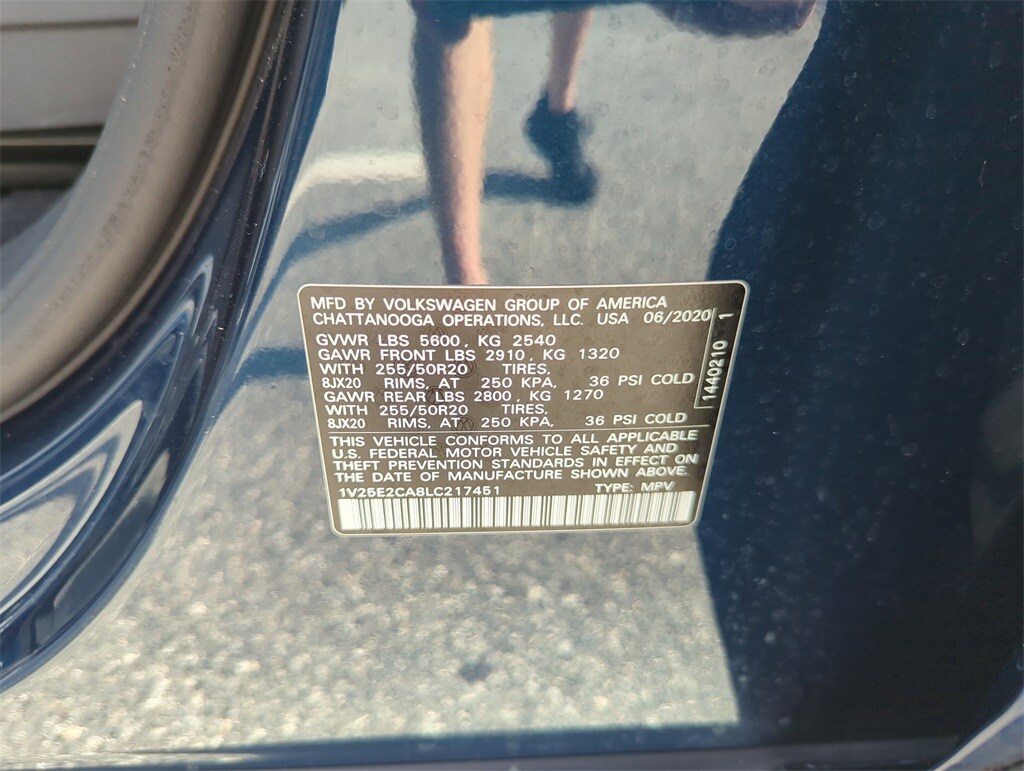 MFD BY VOLKSWAGEN GROUP OF AMERICA
CHATTANOOGA OPERATIONS, LLC. USA 06/2020
GVWR LBS 5600, KG 2540
GAWR FRONT LBS 2910, KG 1320
WITH 255/50R20 TIRES,
8JX20 RIMS, AT 250 KPA, 36 PSI COLD
GAWR REAR LBS 2800, KG 1270
WITH 255/50R20 TIRES,
8JX20 RIMS, AT 250 KPA, 36 PSI COLD
1440210 1
THIS VEHICLE CONFORMS TO ALL APPLICABLE
U.S. FEDERAL MOTOR VEHICLE SAFETY AND
THEFT PREVENTION STANDARDS IN EFFECT ON
THE DATE OF MANUFACTURE SHOWN ABOVE.
1V25E2CA8LC217451 TYPE: MPV